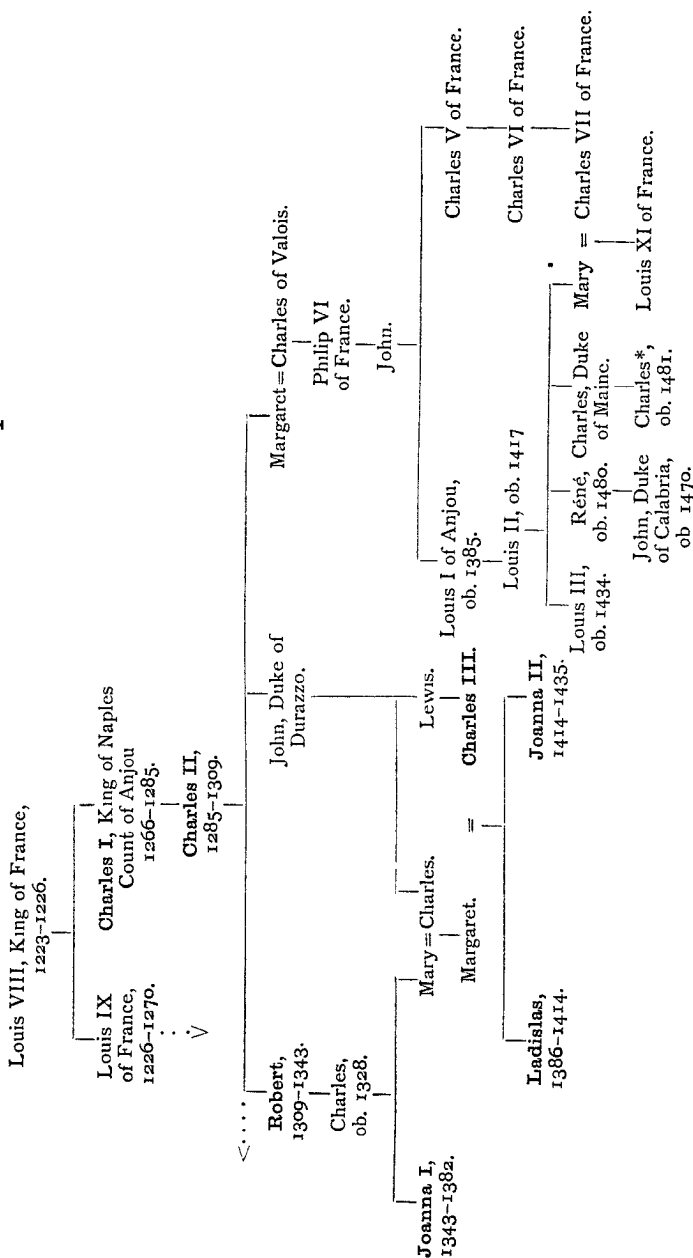 Louis VIII, King of France,
1223–1226.
Louis IX
of France,
1226–1270.
Charles I, King of Naples
Count of Anjou
1266–1285.
Charles II,
1285–1309.
Robert,
1309–1343.
Charles,
ob. 1328.
John, Duke of
Durazzo.
Margaret = Charles of Valois.
Philip VI
of France.
John.
Joanna I,
1343–1382.
Mary = Charles.
Margaret.
=
Lewis.
Charles III.
Louis I of Anjou,
ob. 1385.
Charles V of France.
Louis II, ob. 1417
Charles VI of France.
Ladislas,
1386–1414.
Joanna II,
1414–1435.
Louis III,
ob. 1434.
Réné,
ob. 1480.
Charles, Duke
of Maine.
Mary = Charles VII of France.
John, Duke
of Calabria,
ob 1470.
Charles*,
ob. 1481.
Louis XI of France.